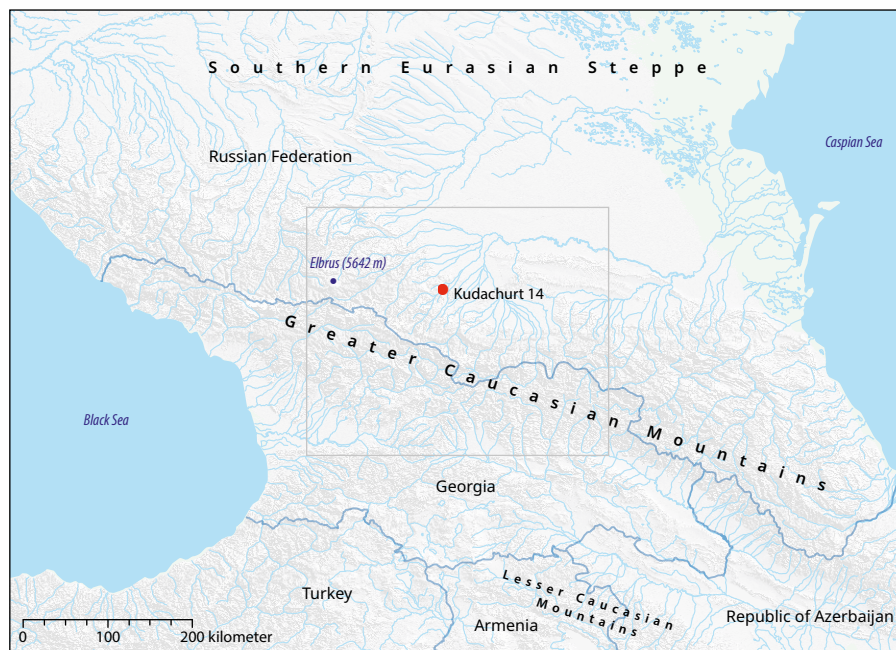 Southern Eurasian Steppe
Caspian Sea
Russian Federation
Elbrus (5642 m)
Kudachurt 14
Greater Caucasian Mountains
Black Sea
Georgia
Lesser Caucasian
Mountains
Turkey
Republic of Azerbaijan
Armenia
0 100 200 kilometer